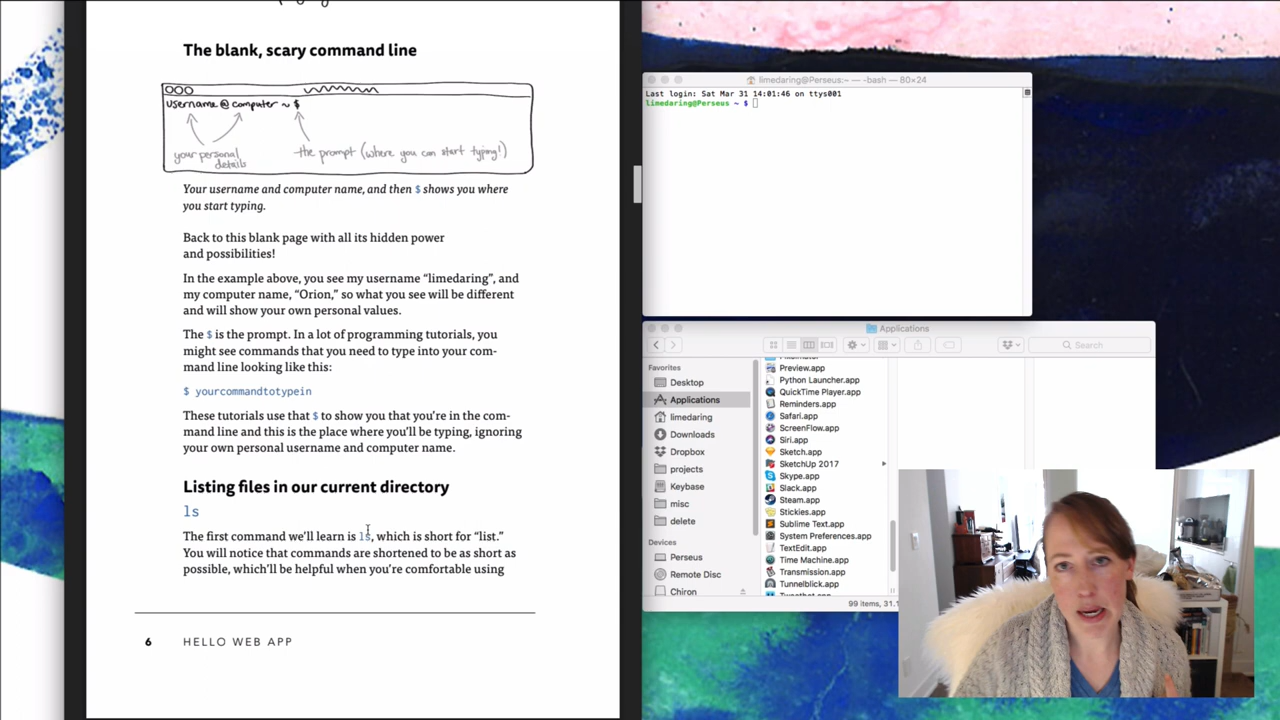 The blank, scary command line
username @ computer ~ $
your personal
details
the prompt (where you can start typing!)
Your username and computer name, and then $ shows you where
you start typing.
Back to this blank page with all its hidden power
and possibilities!
In the example above, you see my username “limedaring”, and
my computer name, “Orion,” so what you see will be different
and will show your own personal values.
The $ is the prompt. In a lot of programming tutorials, you
might see commands that you need to type into your com-
mand line looking like this:
$ yourcommandtotypein
These tutorials use that $ to show you that you’re in the com-
mand line and this is the place where you’ll be typing, ignoring
your own personal username and computer name.
Listing files in our current directory
ls
The first command we’ll learn is ls, which is short for “list.”
You will notice that commands are shortened to be as short as
possible, which’ll be helpful when you’re comfortable using
6 HELLO WEB APP
limedaring@Perseus:~ — -bash — 80×24
Last login: Sat Mar 31 14:01:46 on ttys001
limedaring@Perseus ~ $
Applications
Search
Favorites
Desktop
Applications
limedaring
Downloads
Dropbox
projects
Keybase
misc
delete
Devices
Perseus
Remote Disc
Chiron
Preview.app
Python Launcher.app
QuickTime Player.app
Reminders.app
Safari.app
ScreenFlow.app
Siri.app
Sketch.app
SketchUp 2017
Skype.app
Slack.app
Steam.app
Stickies.app
Sublime Text.app
System Preferences.app
TextEdit.app
Time Machine.app
Transmission.app
Tunnelblick.app
99 items, 31.1